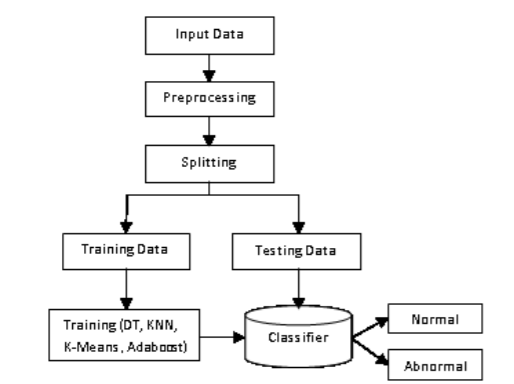 Input Data
Preprocessing
Splitting
Training Data
Testing Data
Training (DT, KNN,
K-Means, Adaboost)
Classifier
Normal
Abnormal